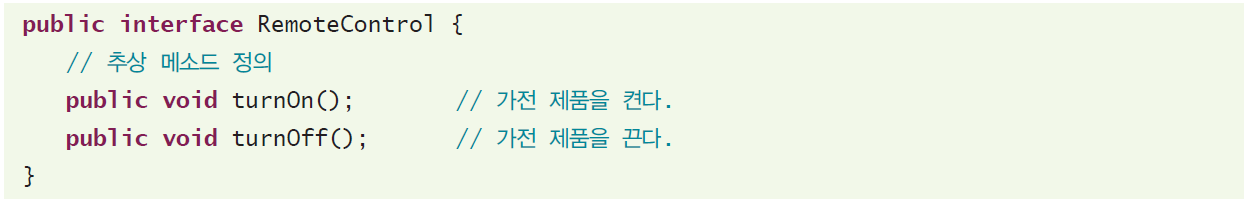 public interface RemoteControl {
// 추상 메소드 정의
public void turnOn(); // 가전 제품을 켠다.
public void turnOff(); // 가전 제품을 끈다.
}